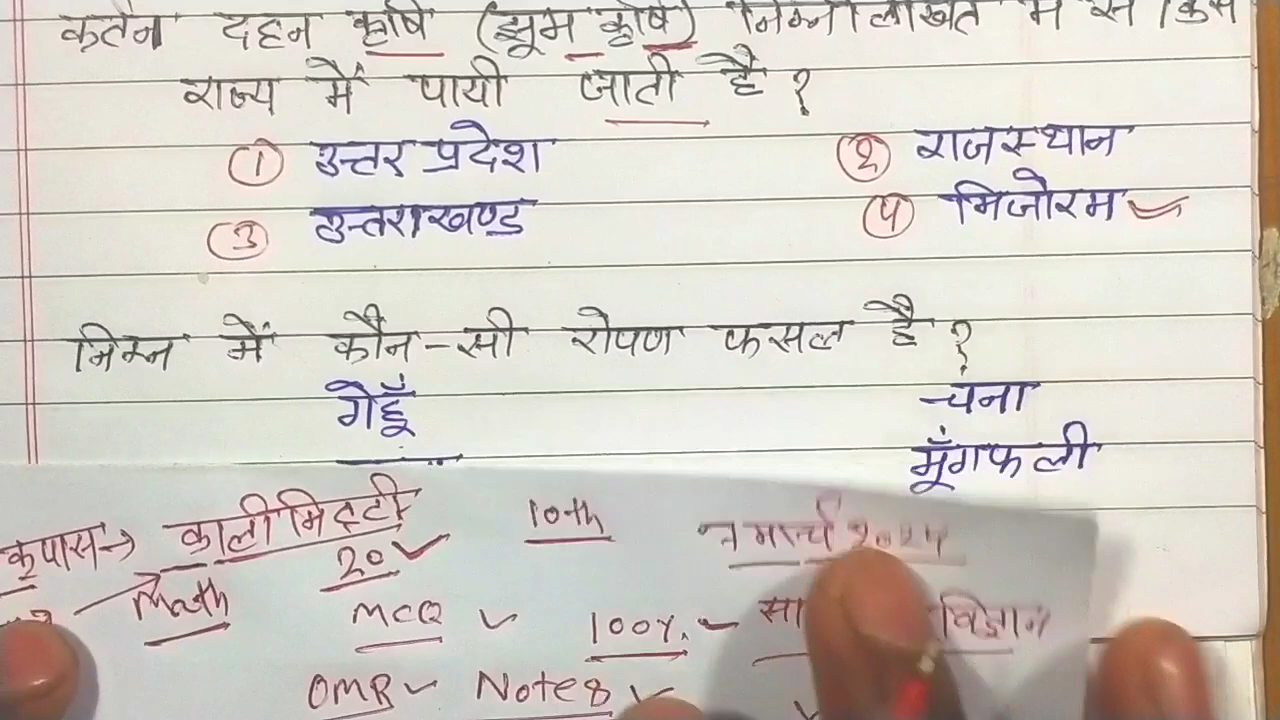 कर्तन दहन कृषि (झूम कृषि) निम्नलिखित में से किस
राज्य में पायी जाती है?
① उत्तर प्रदेश ② राजस्थान
③ उत्तराखण्ड ④ मिजोरम
निम्न में कौन-सी रोपण फसल है?
गेहूँ चना
मूँगफली
कपास→ काली मिट्टी 10th मार्च
Math 20
MCQ 100% विज्ञान
OMR Notes